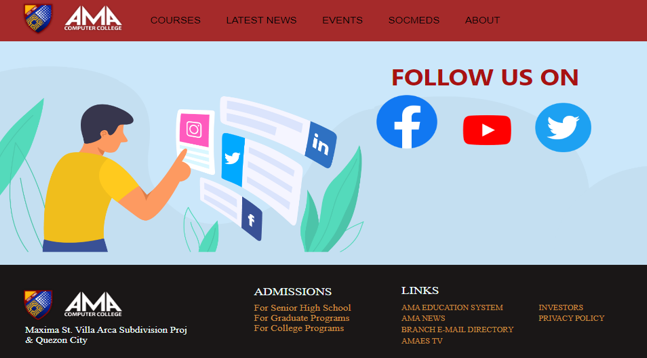 AMA
COMPUTER COLLEGE
COURSES LATEST NEWS EVENTS SOCMEDS ABOUT
FOLLOW US ON
in
f
AMA
COMPUTER COLLEGE
Maxima St. Villa Arca Subdivision Proj
& Quezon City
ADMISSIONS
For Senior High School
For Graduate Programs
For College Programs
LINKS
AMA EDUCATION SYSTEM
AMA NEWS
BRANCH E-MAIL DIRECTORY
AMAES TV
INVESTORS
PRIVACY POLICY